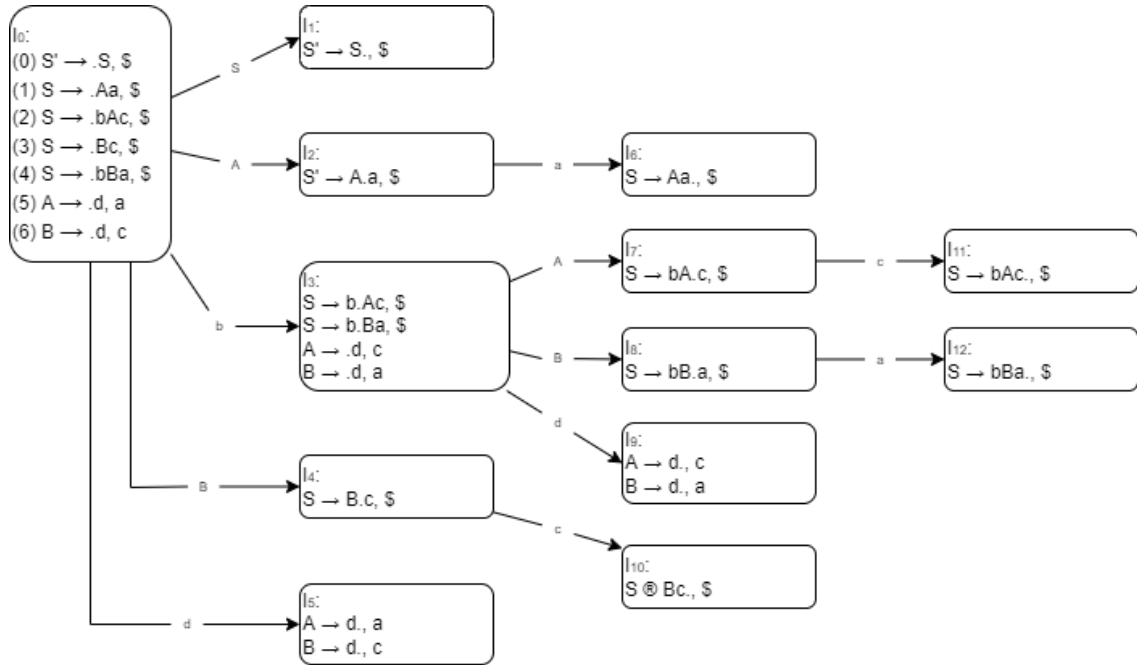 I₀:
(0) S' → .S, $
(1) S → .Aa, $
(2) S → .bAc, $
(3) S → .Bc, $
(4) S → .bBa, $
(5) A → .d, a
(6) B → .d, c
S
I₁:
S' → S., $
A
I₂:
S' → A.a, $
a
I₆:
S → Aa., $
b
I₃:
S → b.Ac, $
S → b.Ba, $
A → .d, c
B → .d, a
A
I₇:
S → bA.c, $
c
I₁₁:
S → bAc., $
B
I₈:
S → bB.a, $
a
I₁₂:
S → bBa., $
d
I₉:
A → d., c
B → d., a
B
I₄:
S → B.c, $
c
I₁₀:
S ® Bc., $
d
I₅:
A → d., a
B → d., c